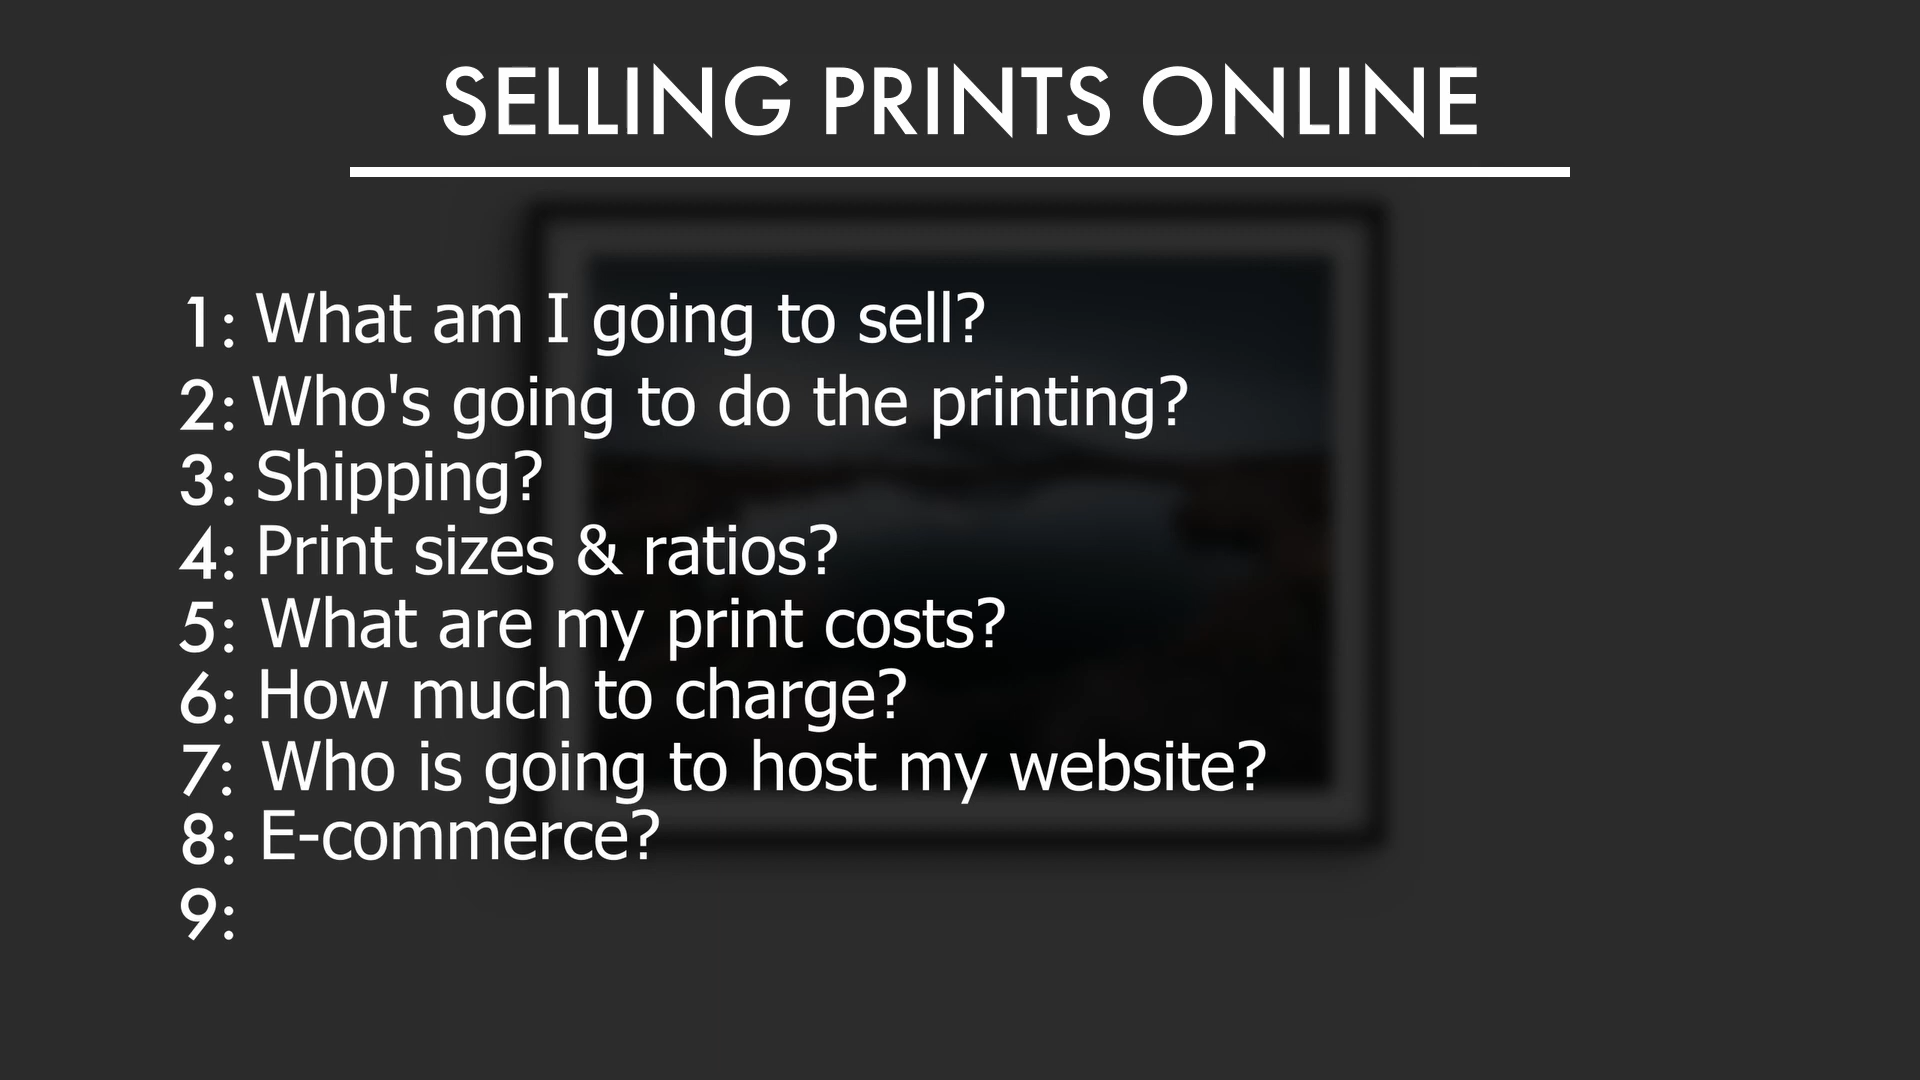 SELLING PRINTS ONLINE
1: What am I going to sell?
2: Who's going to do the printing?
3: Shipping?
4: Print sizes & ratios?
5: What are my print costs?
6: How much to charge?
7: Who is going to host my website?
8: E-commerce?
9: